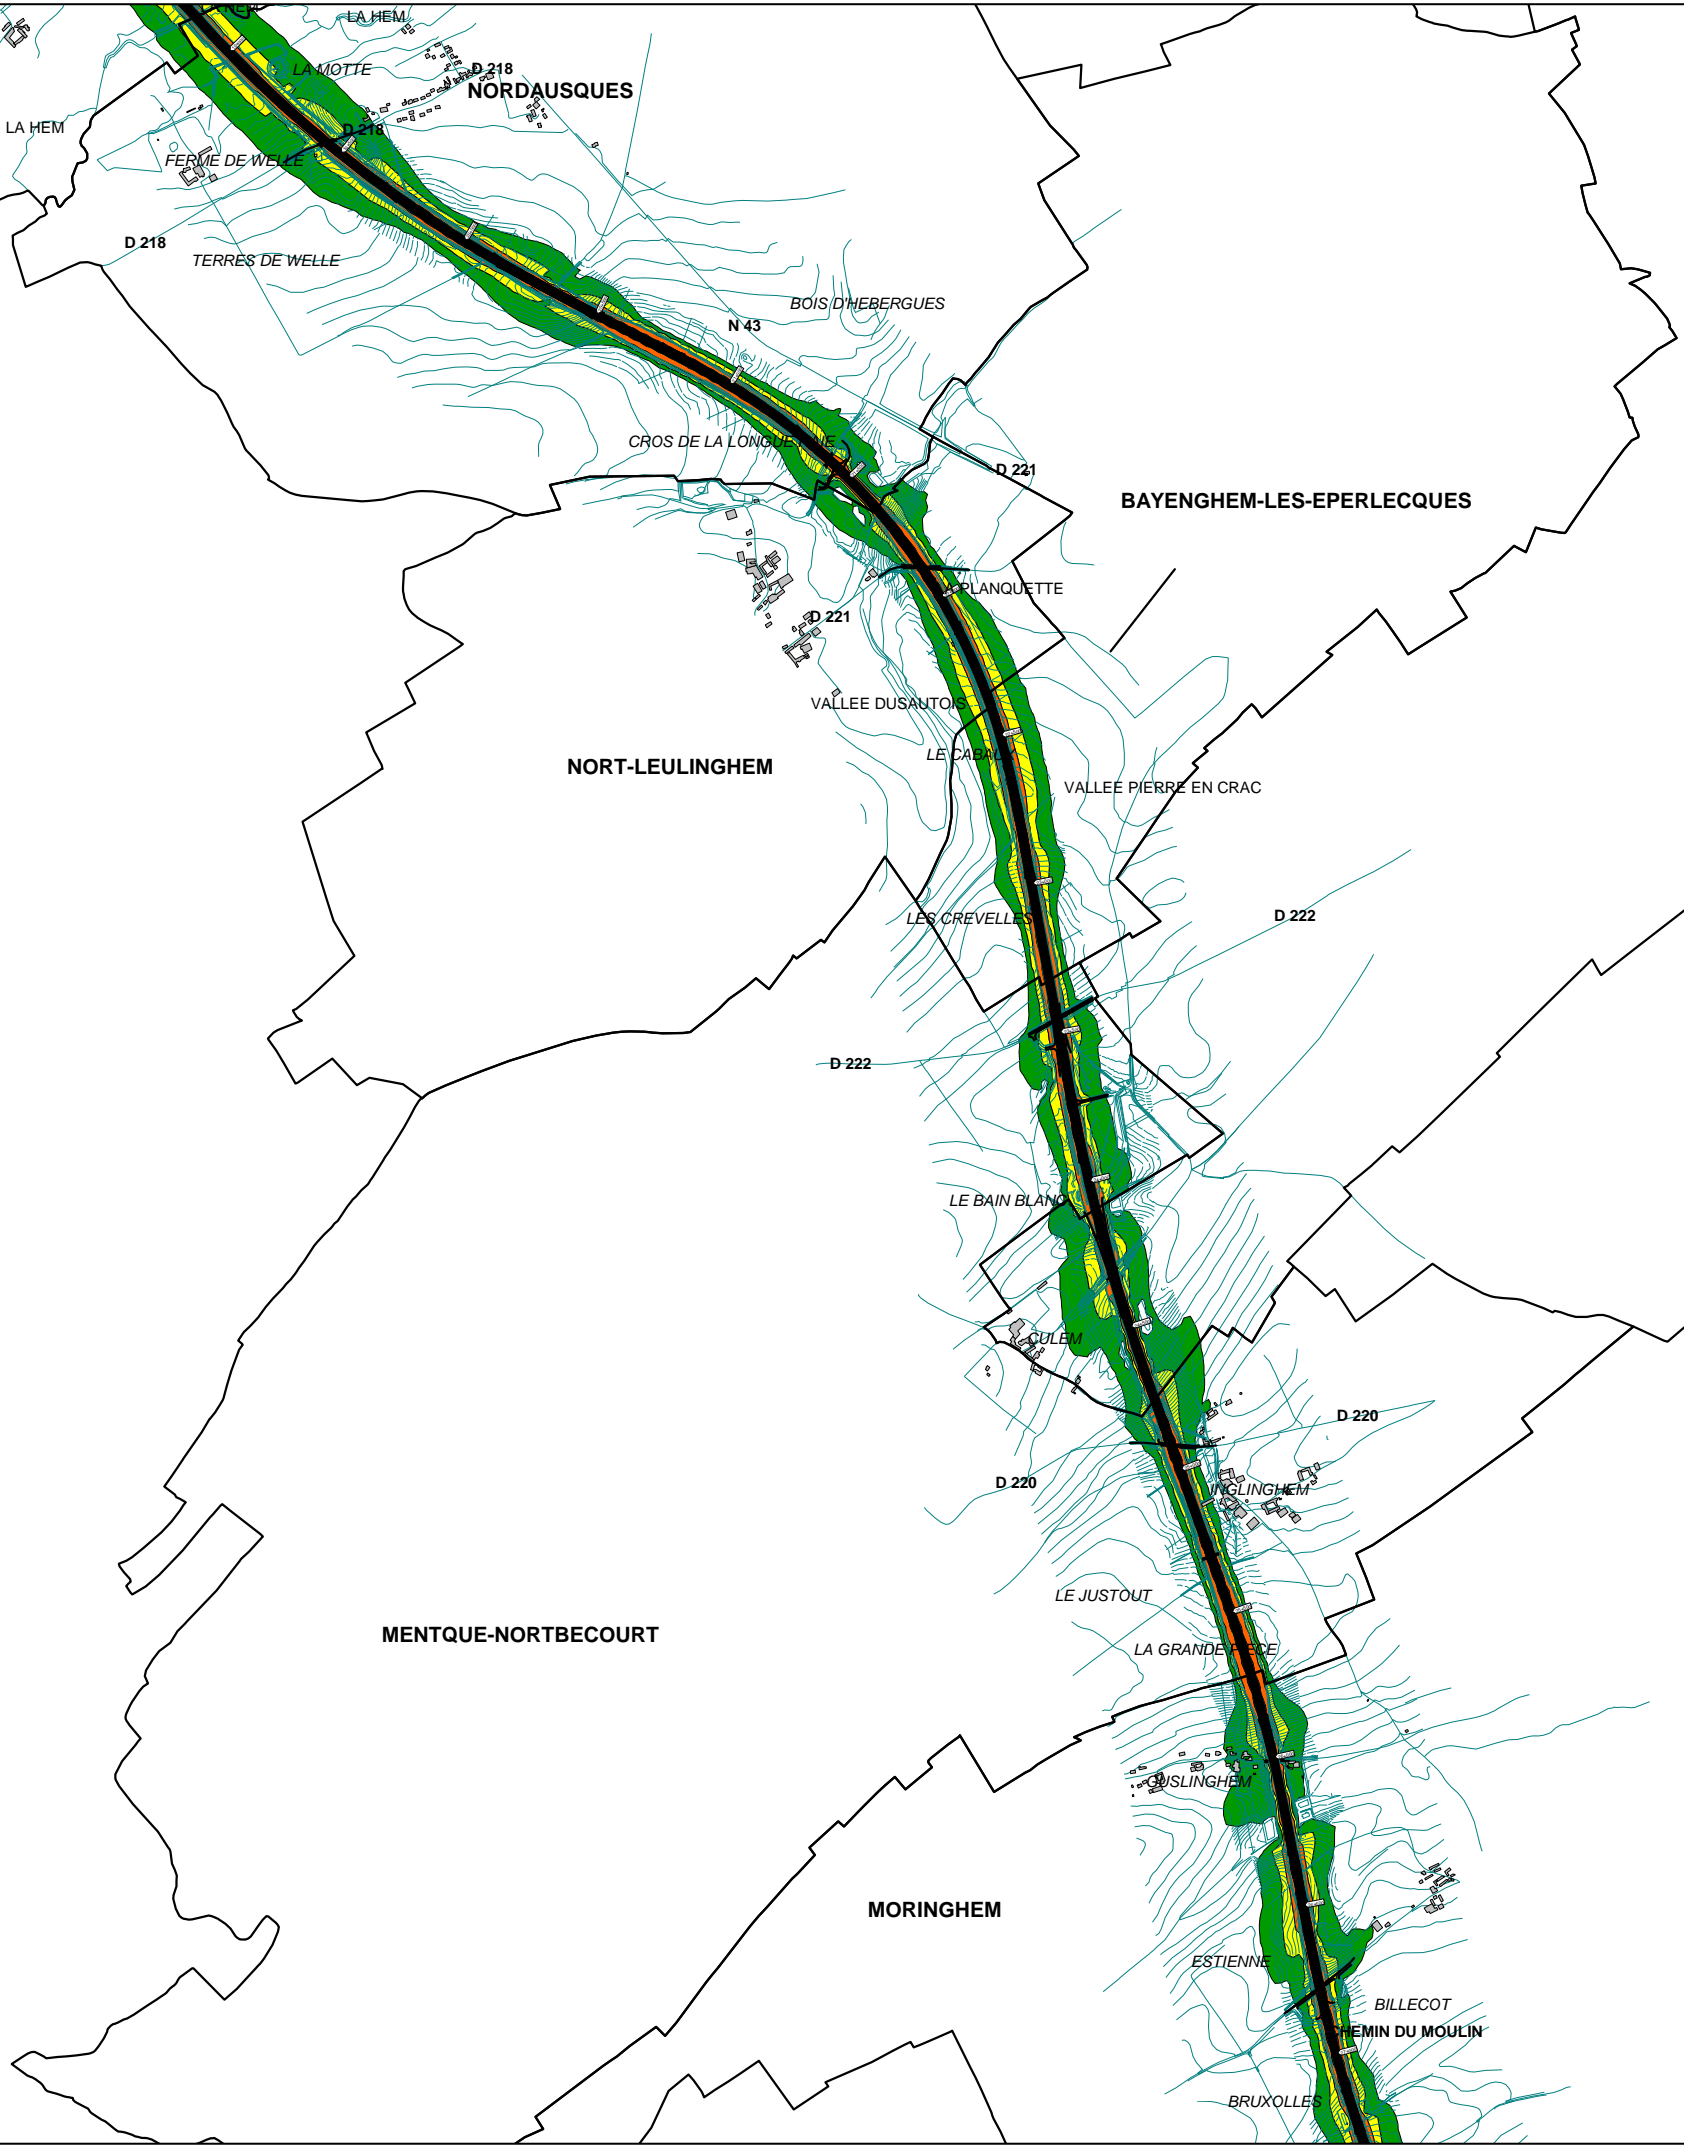 LA HEM
LA MOTTE
D 218
NORDAUSQUES
LA HEM
D 218
FERME DE WELLE
D 218
TERRES DE WELLE
BOIS D'HEBERGUES
N 43
CROS DE LA
D 221
BAYENGHEM-LES-EPERLECQUES
PLANQUETTE
D 221
VALLEE DUSAUTOIS
LE CABAUX
NORT-LEULINGHEM
VALLEE PIERRE EN CRAC
LES CREVELLES
D 222
D 222
LE BAIN BLANC
CULEM
D 220
D 220
INGLINGHEM
LE JUSTOUT
MENTQUE-NORTBECOURT
LA GRANDE PIECE
OUSLINGHEM
MORINGHEM
ESTIENNE
BILLECOT
CHEMIN DU MOULIN
BRUXOLLES